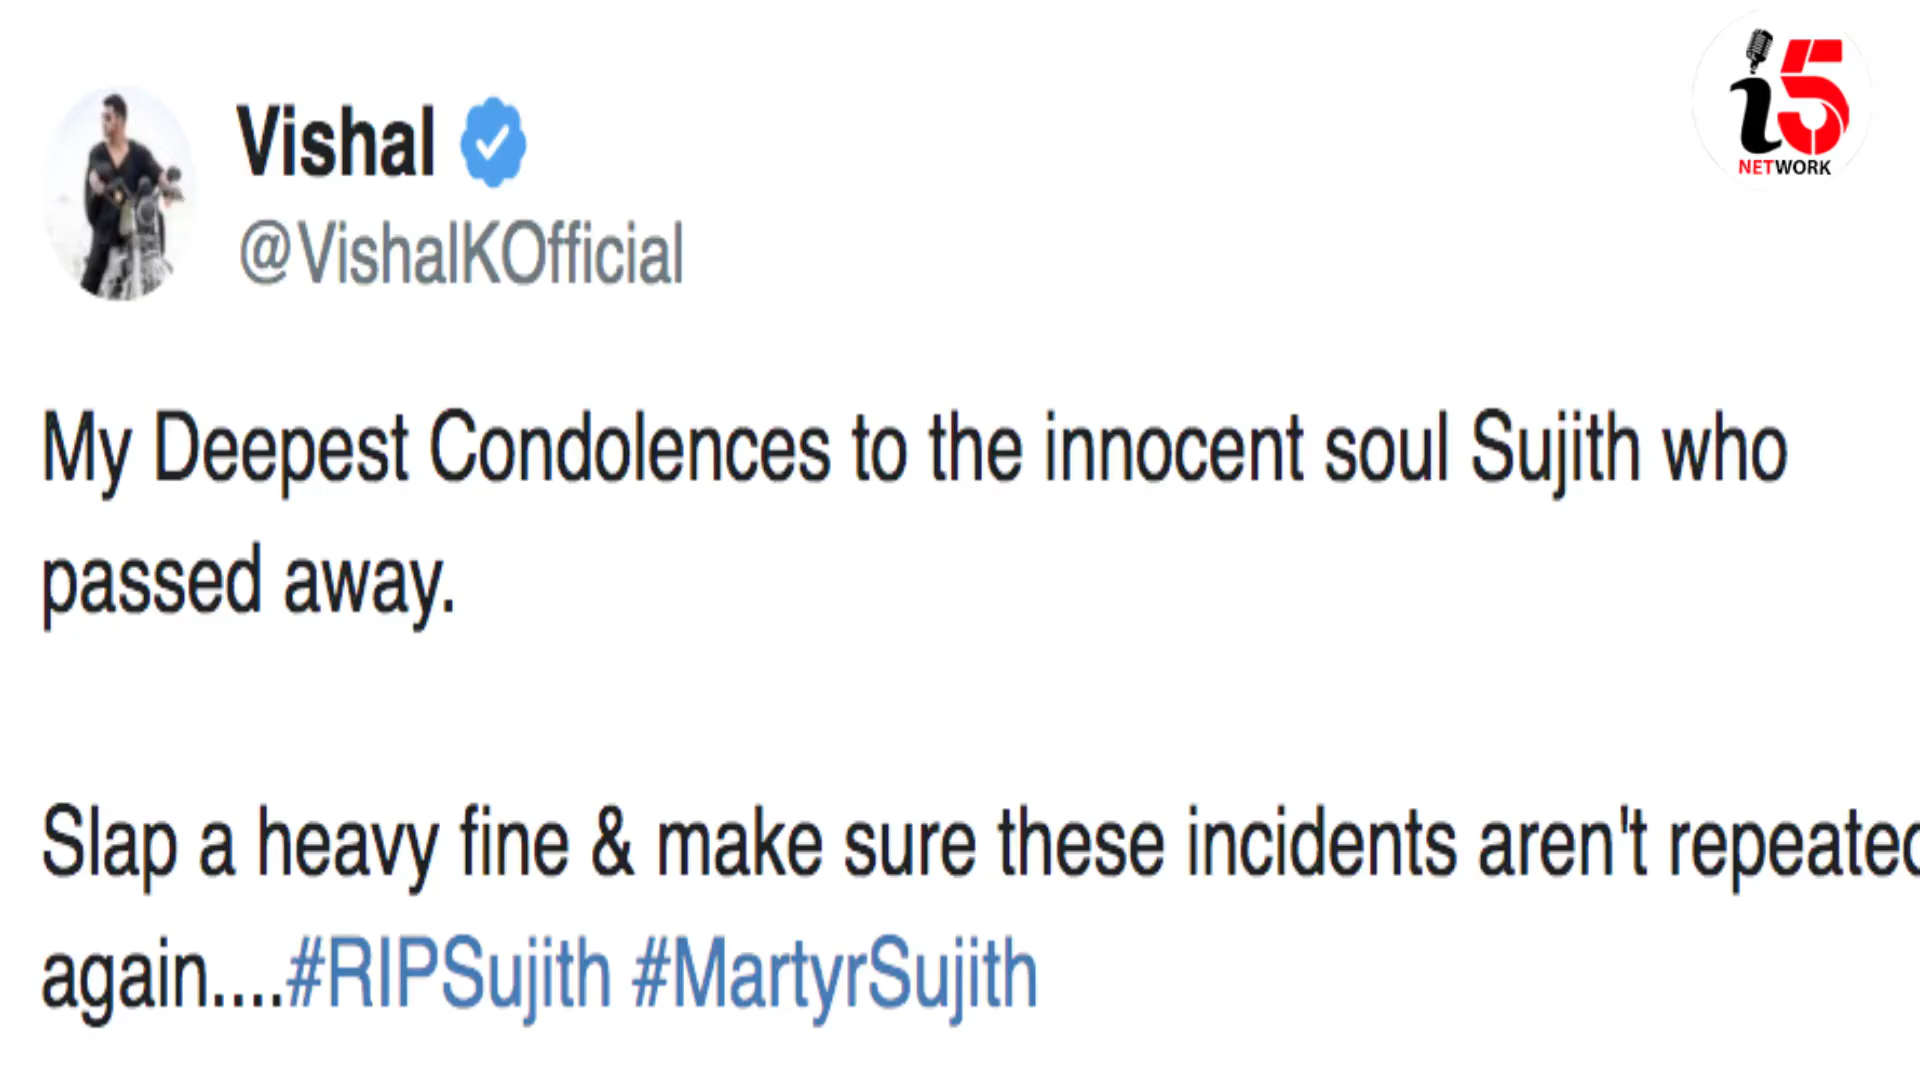 i5
NETWORK
Vishal
@VishalKOfficial
My Deepest Condolences to the innocent soul Sujith who
passed away.
Slap a heavy fine & make sure these incidents aren't repeated
again....#RIPSujith #MartyrSujith